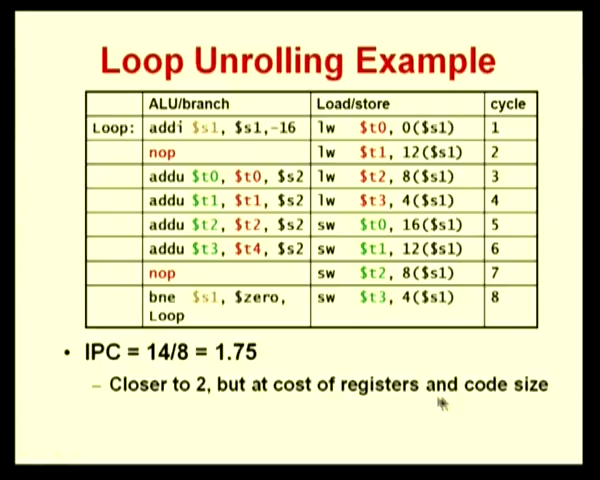 Loop Unrolling Example
ALU/branch Load/store cycle
Loop: addi $s1, $s1,-16 lw $t0, 0($s1) 1
nop lw $t1, 12($s1) 2
addu $t0, $t0, $s2 lw $t2, 8($s1) 3
addu $t1, $t1, $s2 lw $t3, 4($s1) 4
addu $t2, $t2, $s2 sw $t0, 16($s1) 5
addu $t3, $t4, $s2 sw $t1, 12($s1) 6
nop sw $t2, 8($s1) 7
bne $s1, $zero, sw $t3, 4($s1) 8
Loop
• IPC = 14/8 = 1.75
– Closer to 2, but at cost of registers and code size